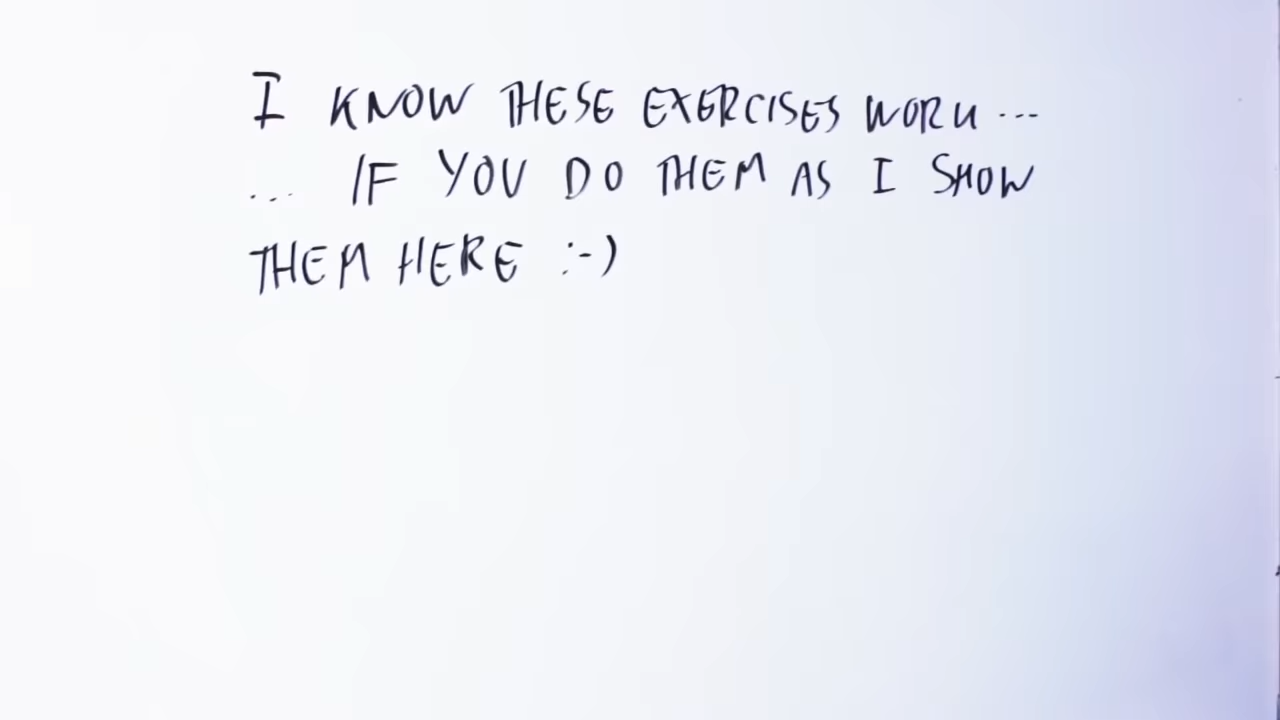 I KNOW THESE EXERCISES WORK...
... IF YOU DO THEM AS I SHOW
THEM HERE :-)